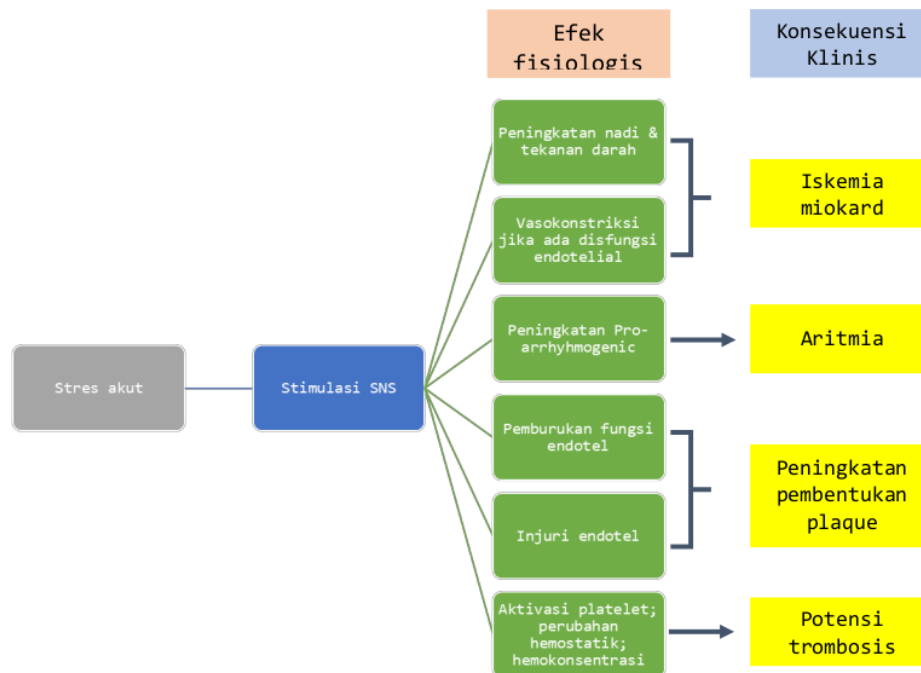 Efek
fisiologis
Konsekuensi
Klinis
Peningkatan nadi &
tekanan darah
Vasokonstriksi
jika ada disfungsi
endotelial
Iskemia
miokard
Peningkatan Pro-
arrhyhmogenic
Aritmia
Stres akut
Stimulasi SNS
Pemburukan fungsi
endotel
Injuri endotel
Peningkatan
pembentukan
plaque
Aktivasi platelet;
perubahan
hemostatik;
hemokonsentrasi
Potensi
trombosis